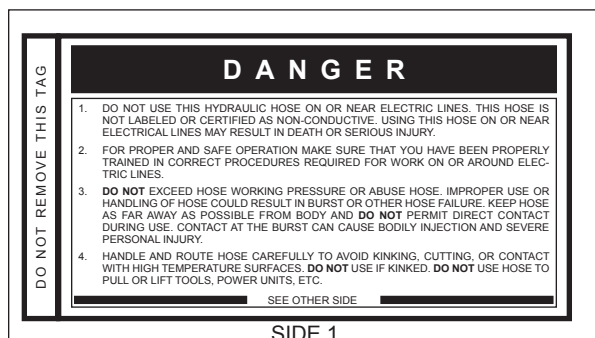 DO NOT REMOVE THIS TAG
DANGER
1. DO NOT USE THIS HYDRAULIC HOSE ON OR NEAR ELECTRIC LINES. THIS HOSE IS
NOT LABELED OR CERTIFIED AS NON-CONDUCTIVE. USING THIS HOSE ON OR NEAR
ELECTRICAL LINES MAY RESULT IN DEATH OR SERIOUS INJURY.
2. FOR PROPER AND SAFE OPERATION MAKE SURE THAT YOU HAVE BEEN PROPERLY
TRAINED IN CORRECT PROCEDURES REQUIRED FOR WORK ON OR AROUND ELEC-
TRIC LINES.
3. DO NOT EXCEED HOSE WORKING PRESSURE OR ABUSE HOSE. IMPROPER USE OR
HANDLING OF HOSE COULD RESULT IN BURST OR OTHER HOSE FAILURE. KEEP HOSE
AS FAR AWAY AS POSSIBLE FROM BODY AND DO NOT PERMIT DIRECT CONTACT
DURING USE. CONTACT AT THE BURST CAN CAUSE BODILY INJECTION AND SEVERE
PERSONAL INJURY.
4. HANDLE AND ROUTE HOSE CAREFULLY TO AVOID KINKING, CUTTING, OR CONTACT
WITH HIGH TEMPERATURE SURFACES. DO NOT USE IF KINKED. DO NOT USE HOSE TO
PULL OR LIFT TOOLS, POWER UNITS, ETC.
SEE OTHER SIDE
SIDE 1